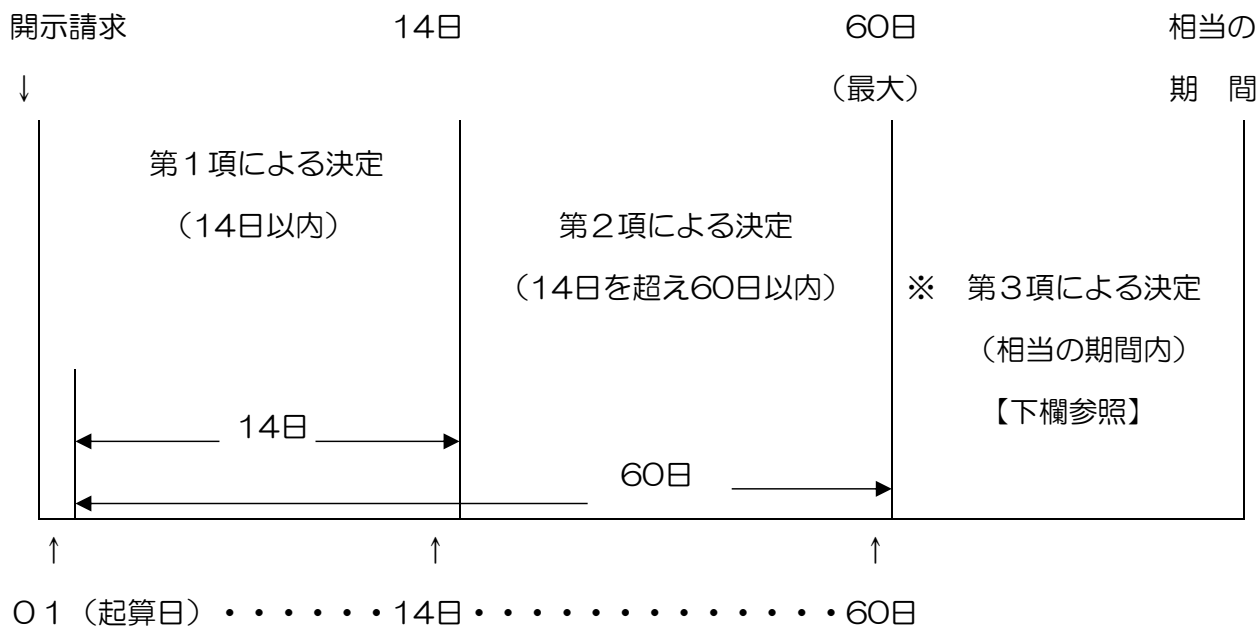 開示請求　14日　60日　相当の
↓　（最大）　期　間
第１項による決定
（14日以内）　第２項による決定
（14日を超え60日以内）　※　第３項による決定
（相当の期間内）
14日　【下欄参照】
60日
↑　↑　↑
０１（起算日）・・・・・・14日・・・・・・・・・・・・・60日